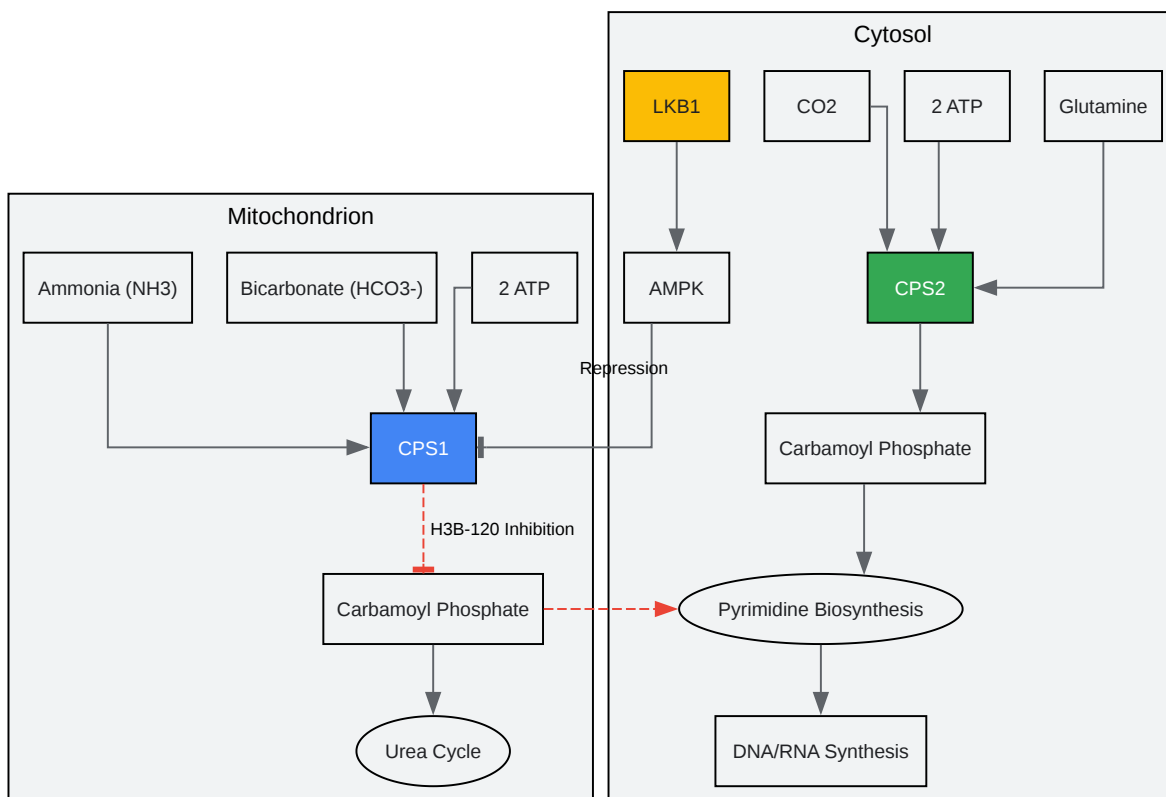 Cytosol
LKB1
CO2
2 ATP
Glutamine
Mitochondrion
Ammonia (NH3)
Bicarbonate (HCO3-)
2 ATP
AMPK
CPS2
Repression
CPS1
Carbamoyl Phosphate
H3B-120 Inhibition
Carbamoyl Phosphate
Pyrimidine Biosynthesis
Urea Cycle
DNA/RNA Synthesis